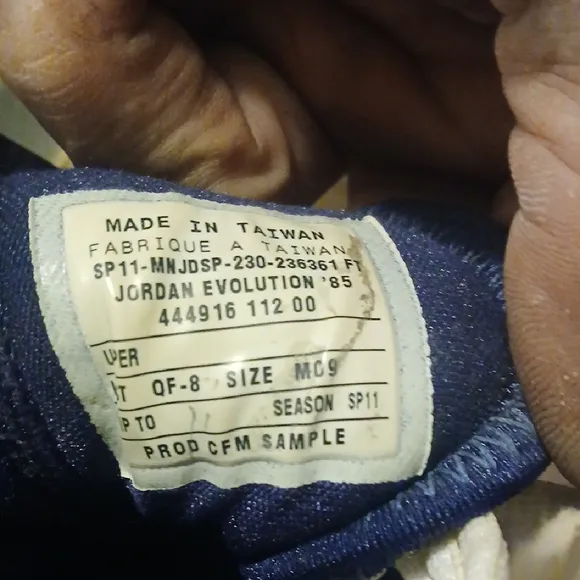 MADE IN TAIWAN
FABRIQUE A TAIWAN
SP11-MNJDSP-230-236361 FT
JORDAN EVOLUTION '85
444916 112 00
QF-8 SIZE M09
SEASON SP11
PROD CFM SAMPLE